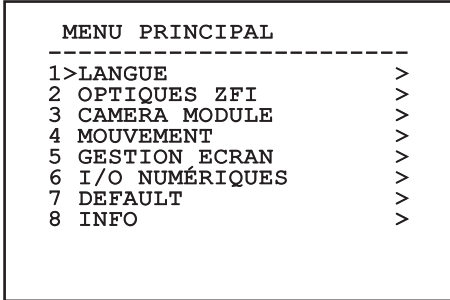 MENU PRINCIPAL
-------------------------
1>LANGUE >
2 OPTIQUES ZFI >
3 CAMERA MODULE >
4 MOUVEMENT >
5 GESTION ECRAN >
6 I/O NUMÉRIQUES >
7 DEFAULT >
8 INFO >